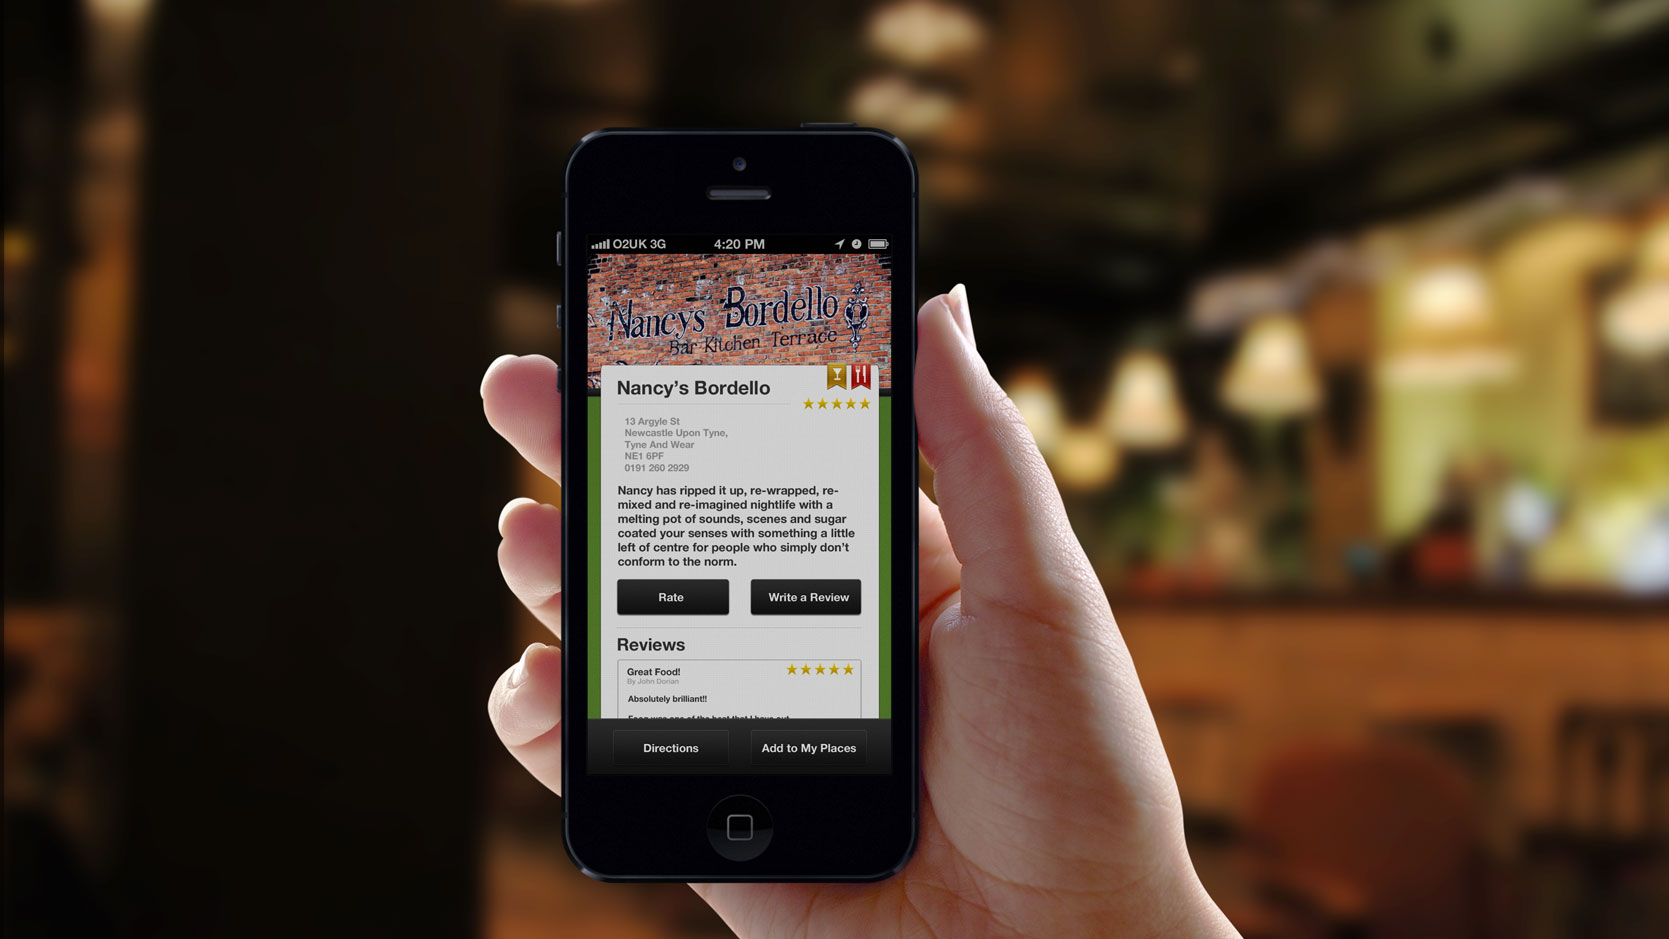 O2UK 3G 4:20 PM
Nancy's Bordello
Bar Kitchen Terrace
Nancy's Bordello
13 Argyle St
Newcastle Upon Tyne,
Tyne And Wear
NE1 6PF
0191 260 2929
Nancy has ripped it up, re-wrapped, re-
mixed and re-imagined nightlife with a
melting pot of sounds, scenes and sugar
coated your senses with something a little
left of centre for people who simply don't
conform to the norm.
Rate Write a Review
Reviews
Great Food!
By John Dorian
Absolutely brilliant!!
Directions Add to My Places